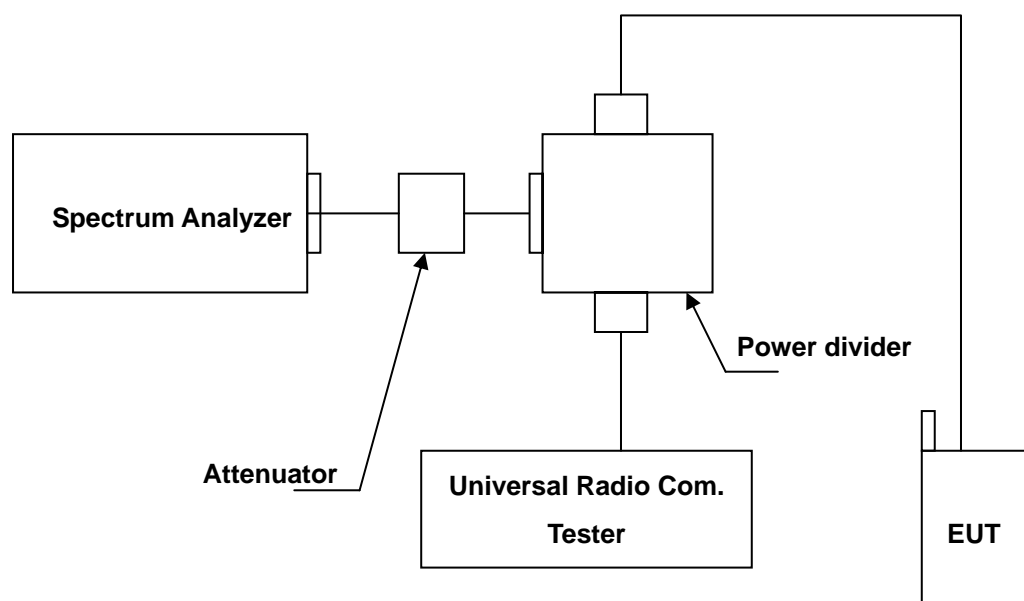 Spectrum Analyzer
Power divider
Attenuator
Universal Radio Com.
Tester
EUT